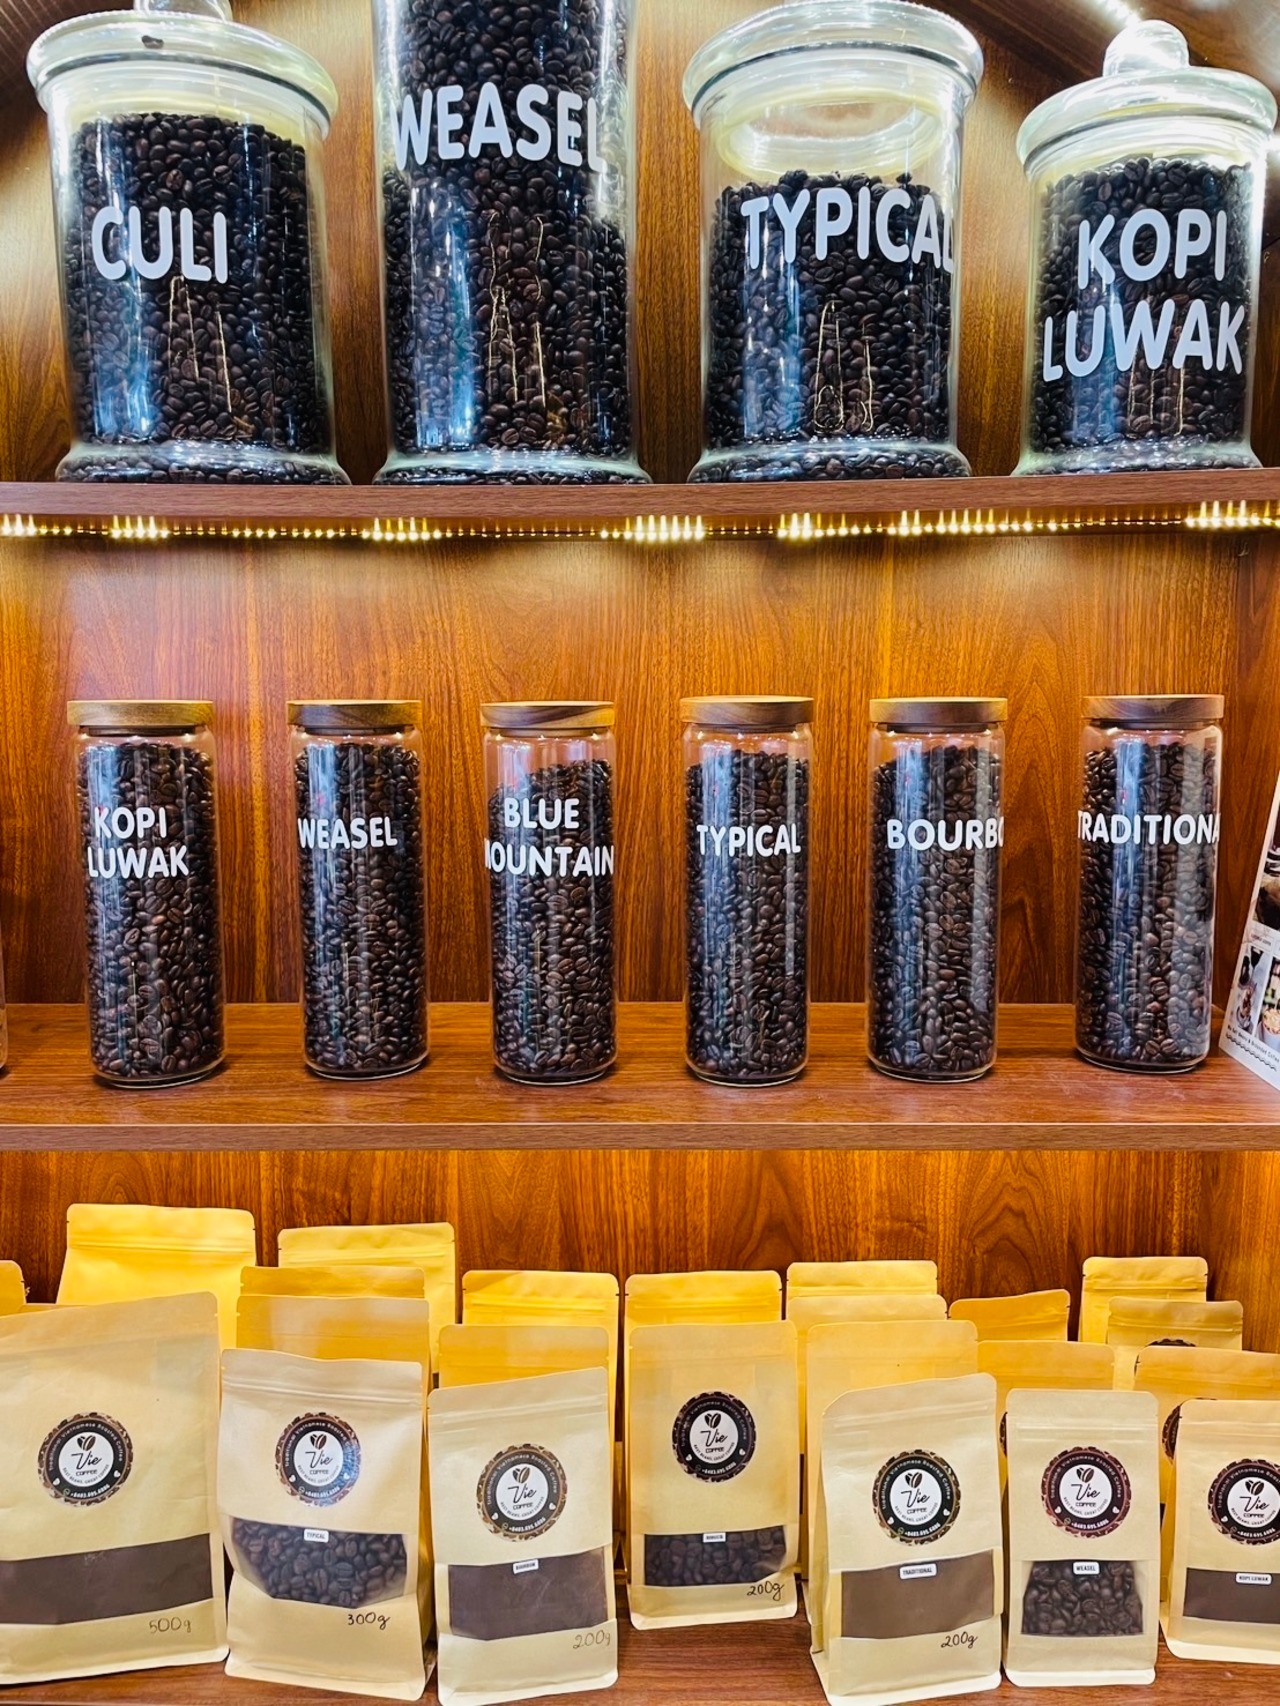 CULI
WEASEL
TYPICAL
KOPI
LUWAK
KOPI
LUWAK
WEASEL
BLUE
MOUNTAIN
TYPICAL
BOURBO
TRADITIONA
Vie
COFFEE
500g
Vie
COFFEE
TYPICAL
300g
Vie
COFFEE
BOURBON
200g
Vie
COFFEE
200g
Vie
COFFEE
TRADITIONAL
200g
Vie
COFFEE
WEASEL
Vie
COFFEE
KOPI LUWAK